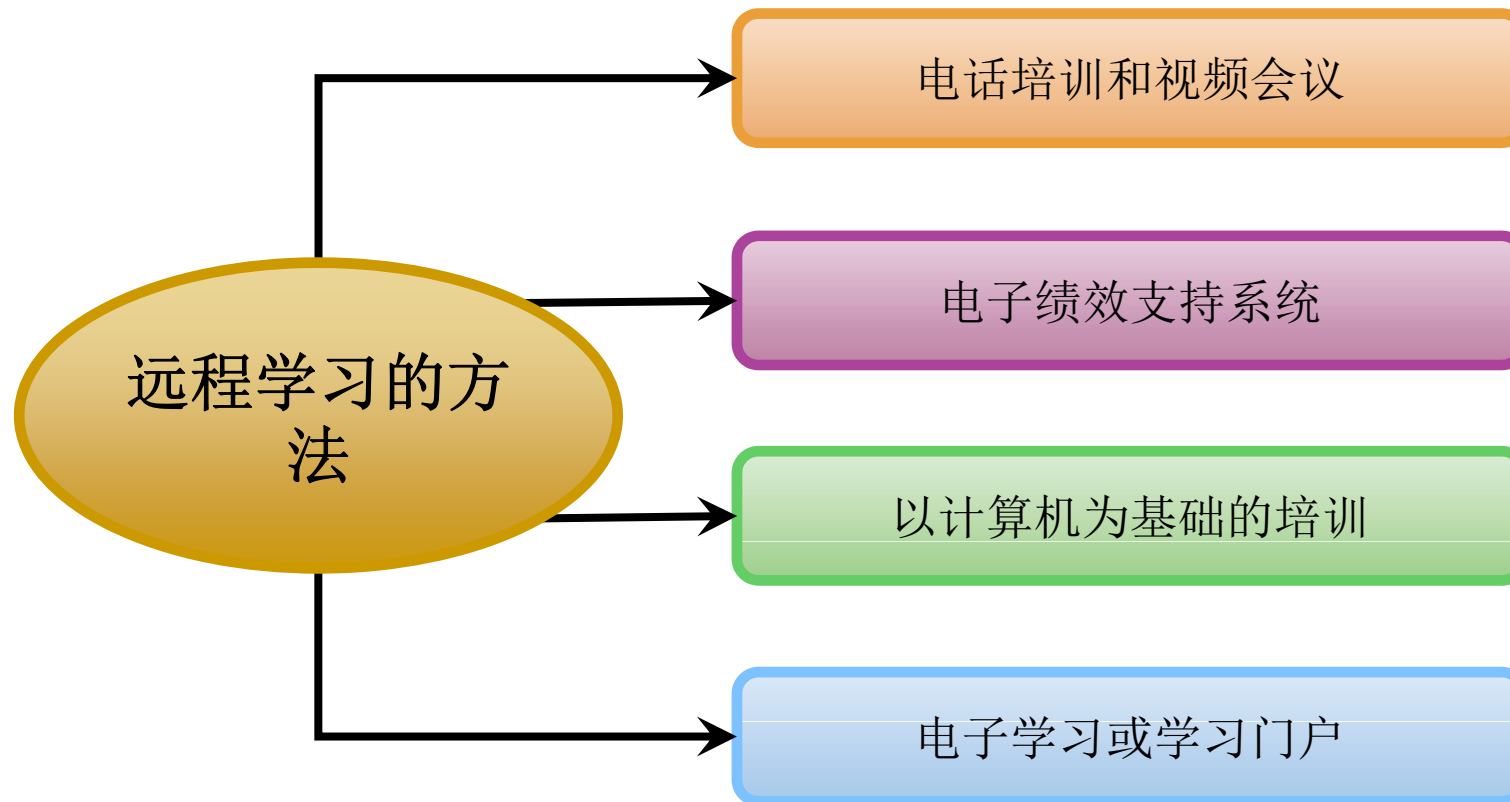 电话培训和视频会议
电子绩效支持系统
远程学习的方
法
以计算机为基础的培训
电子学习或学习门户